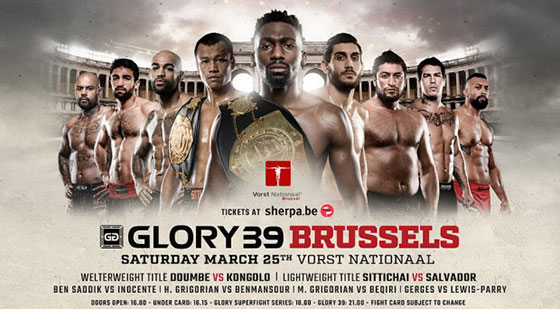 Vorst Nationaal
Brussel
TICKETS AT sherpa.be
GG GLORY 39 BRUSSELS
SATURDAY MARCH 25TH VORST NATIONAAL
WELTERWEIGHT TITLE DOUMBE VS KONGOLO | LIGHTWEIGHT TITLE SITTICHAI VS SALVADOR
BEN SADDIK VS INOCENTE | H. GRIGORIAN VS BENMANSOUR | M. GRIGORIAN VS BEQIRI | GERGES VS LEWIS-PARRY
DOORS OPEN: 16.00 - UNDER CARD: 16.15 - GLORY SUPERFIGHT SERIES: 18.00 - GLORY 39: 21.00 - FIGHT CARD SUBJECT TO CHANGE